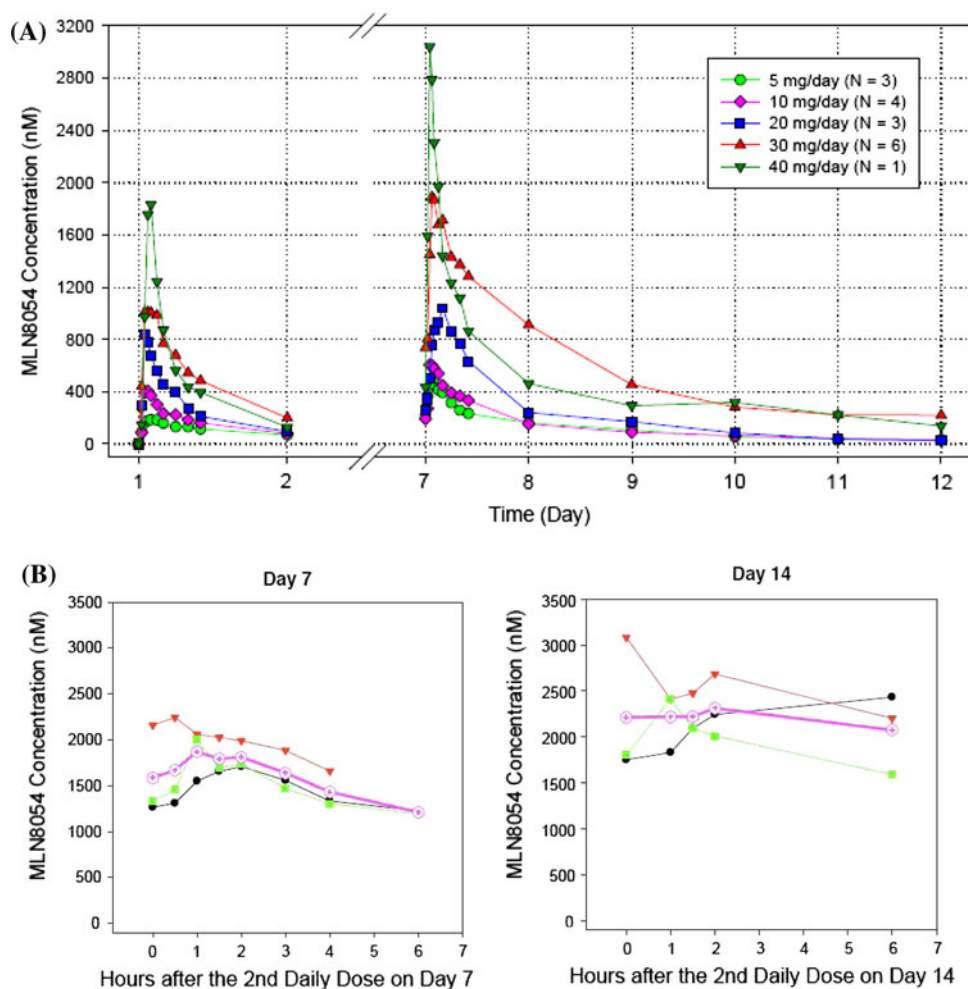 (A)
3200
2800
2400
2000
1600
1200
800
400
0
MLN8054 Concentration (nM)
5 mg/day (N = 3)
10 mg/day (N = 4)
20 mg/day (N = 3)
30 mg/day (N = 6)
40 mg/day (N = 1)
1 2 7 8 9 10 11 12
Time (Day)
(B)
Day 7
3500
3000
2500
2000
1500
1000
500
0
MLN8054 Concentration (nM)
0 1 2 3 4 5 6 7
Hours after the 2nd Daily Dose on Day 7
Day 14
3500
3000
2500
2000
1500
1000
500
0
MLN8054 Concentration (nM)
0 1 2 3 4 5 6 7
Hours after the 2nd Daily Dose on Day 14